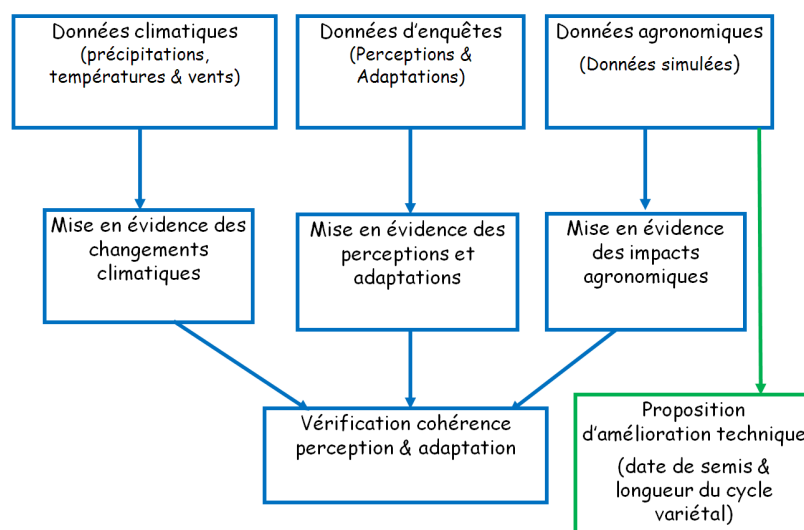 Données climatiques
(précipitations,
températures & vents)
Données d'enquêtes
(Perceptions &
Adaptations)
Données agronomiques
(Données simulées)
Mise en évidence des
changements
climatiques
Mise en évidence des
perceptions et
adaptations
Mise en évidence
des impacts
agronomiques
Vérification cohérence
perception & adaptation
Proposition
d'amélioration technique
(date de semis &
longueur du cycle
variétal)